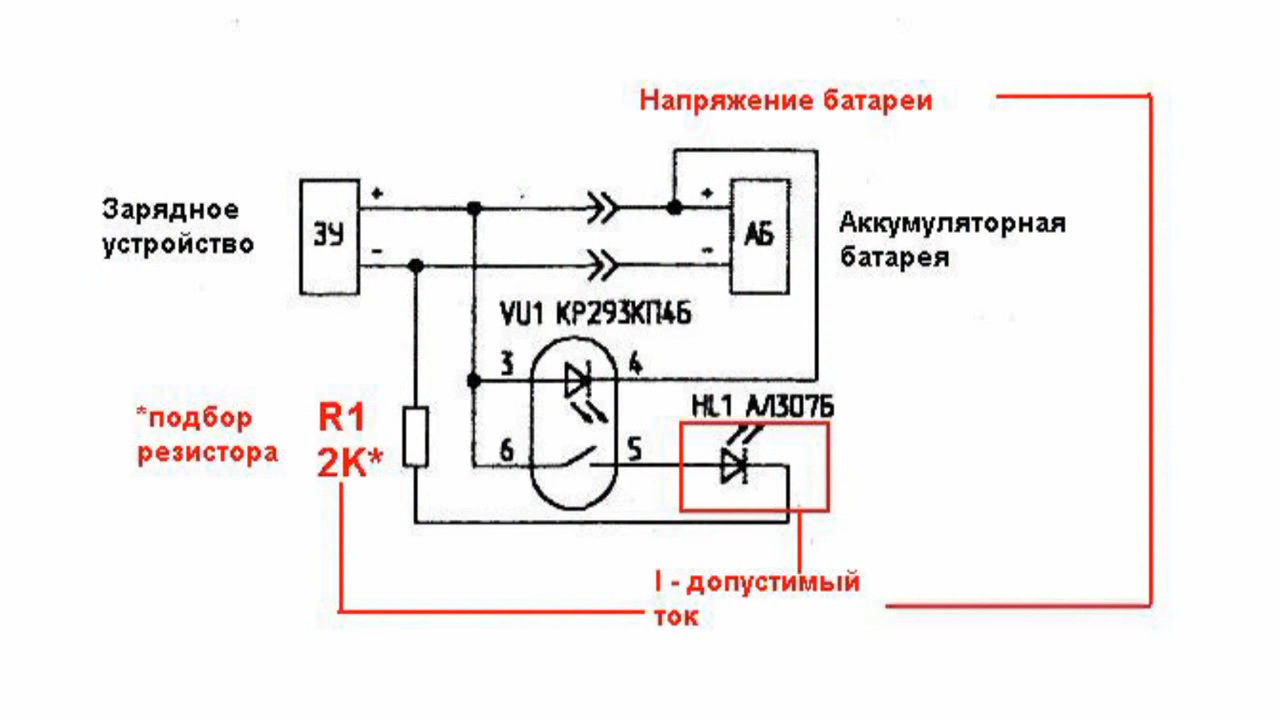 Напряжение батареи
+
+
Зарядное
устройство
ЗУ
АБ
Аккумуляторная
батарея
-
-
VU1 КР293КП4Б
3
4
HL1 АЛ307Б
*подбор
резистора
R1
2К*
6
5
I - допустимый
ток